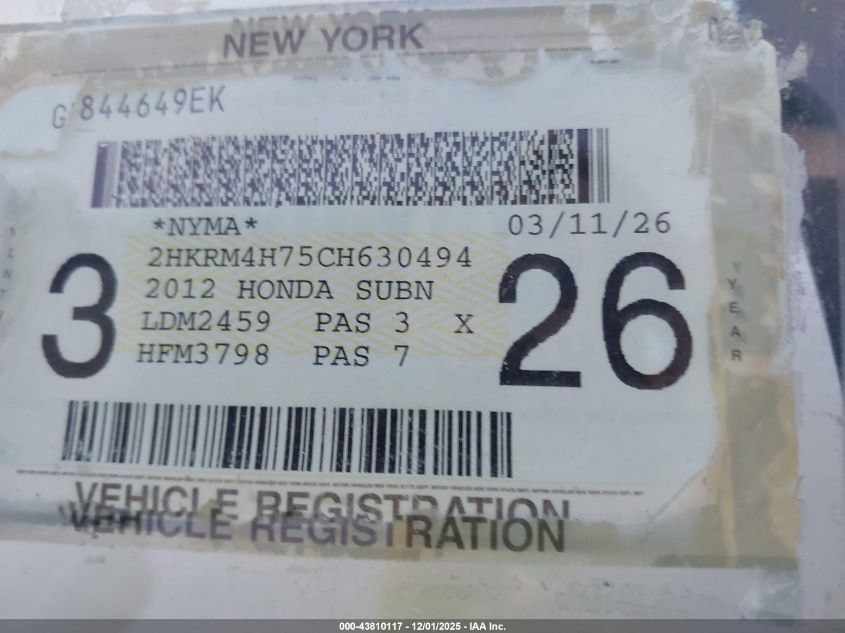 NEW YORK
844649EK
*NYMA* 03/11/26
2HKRM4H75CH630494
3 2012 HONDA SUBN 26
LDM2459 PAS 3 X
HFM3798 PAS 7
YEAR
VEHICLE REGISTRATION
VEHICLE REGISTRATION
000-43810117 - 12/01/2025 - IAA Inc.